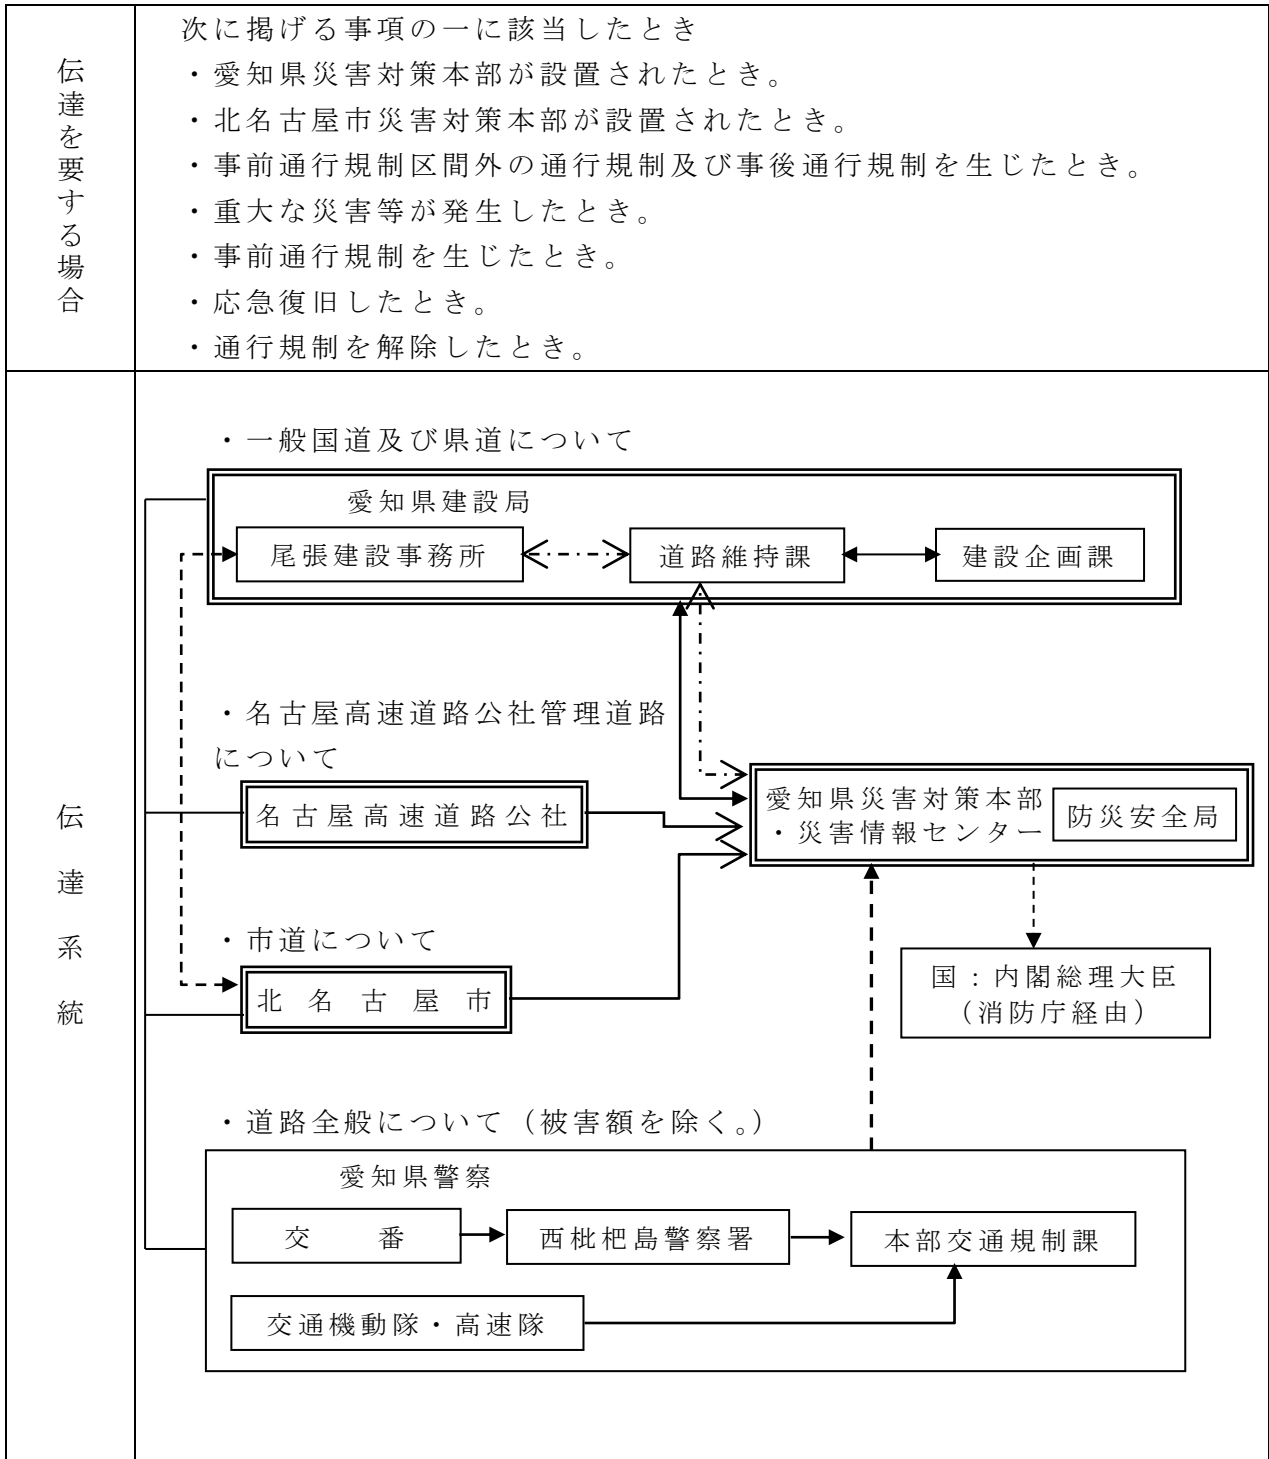 伝達を要する場合
次に掲げる事項の一に該当したとき
・愛知県災害対策本部が設置されたとき。
・北名古屋市災害対策本部が設置されたとき。
・事前通行規制区間外の通行規制及び事後通行規制を生じたとき。
・重大な災害等が発生したとき。
・事前通行規制を生じたとき。
・応急復旧したとき。
・通行規制を解除したとき。
伝達系統
・一般国道及び県道について
愛知県建設局
尾張建設事務所
道路維持課
建設企画課
・名古屋高速道路公社管理道路
について
名古屋高速道路公社
愛知県災害対策本部
・災害情報センター
防災安全局
・市道について
北名古屋市
国：内閣総理大臣
（消防庁経由）
・道路全般について（被害額を除く。）
愛知県警察
交番
西枇杷島警察署
本部交通規制課
交通機動隊・高速隊